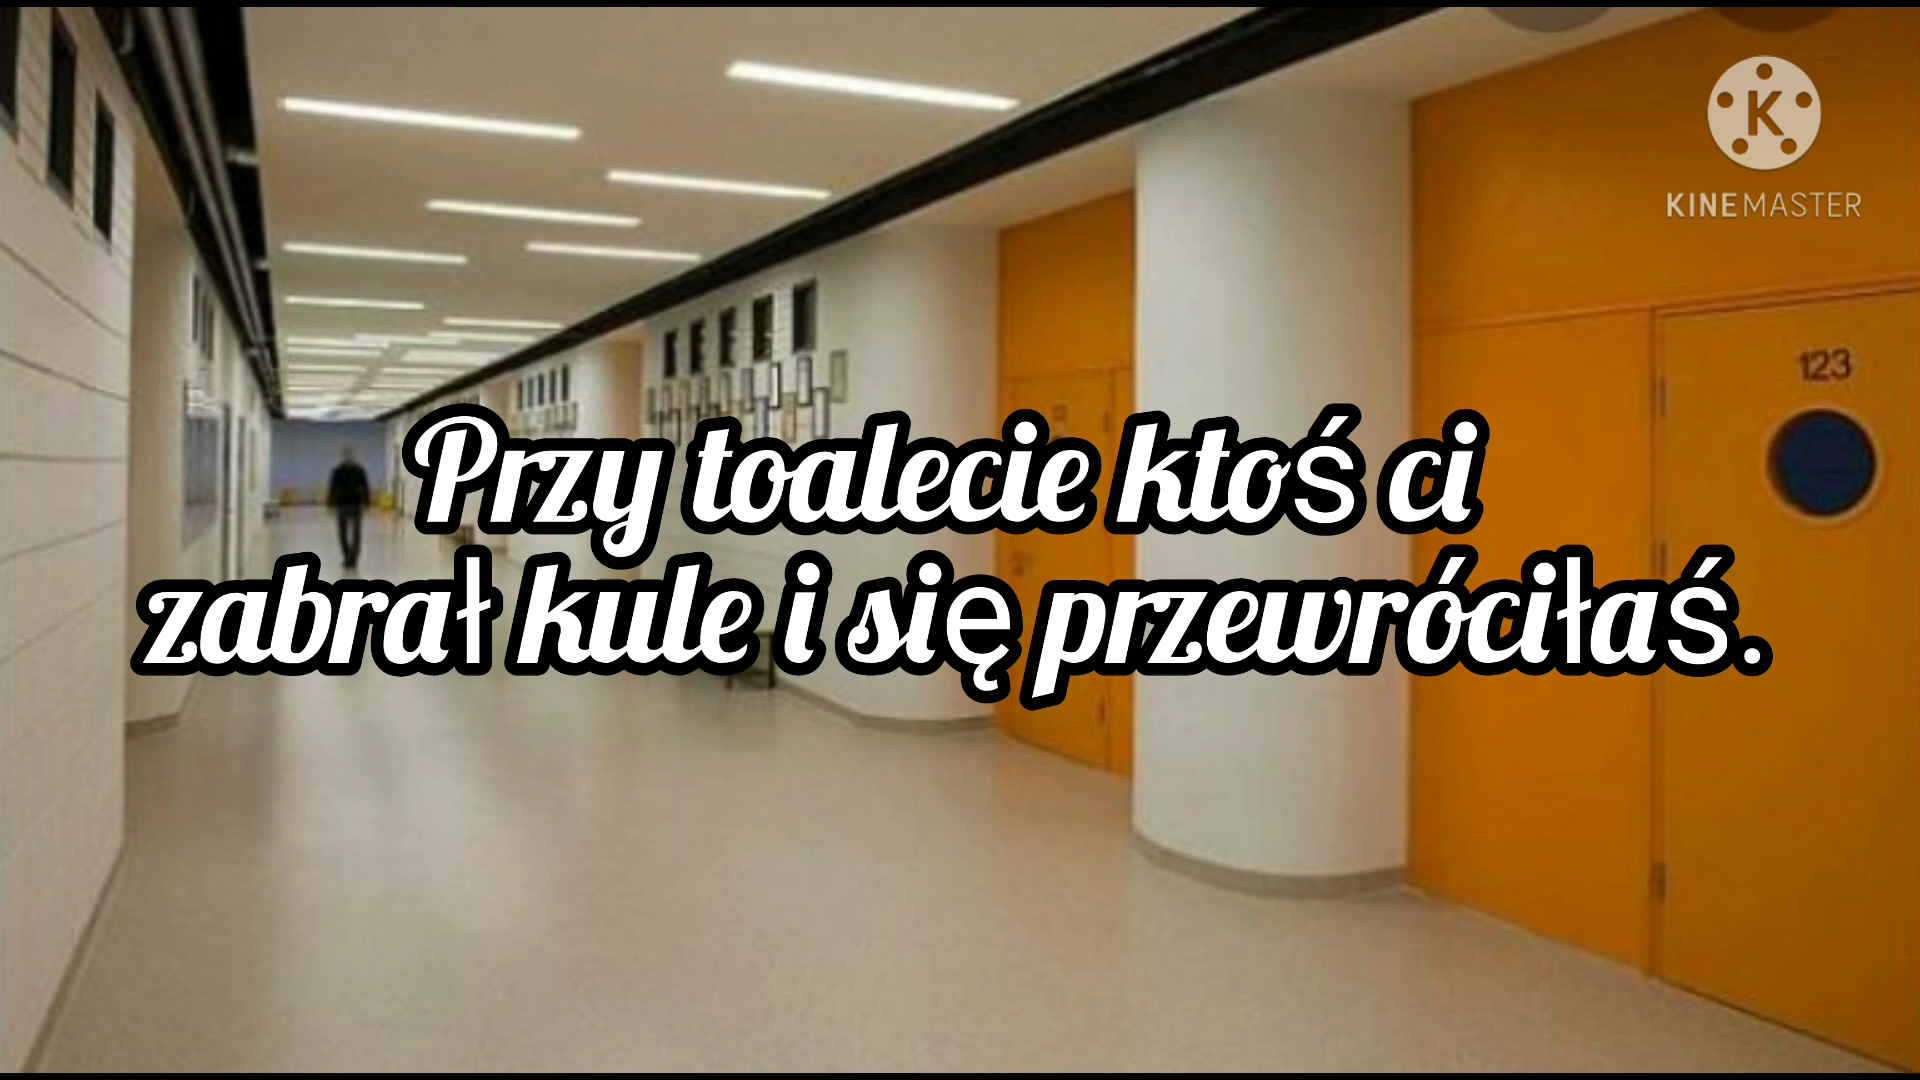 K
KINEMASTER
123
Przy toalecie ktoś ci
zabrał kule i się przewróciłaś.